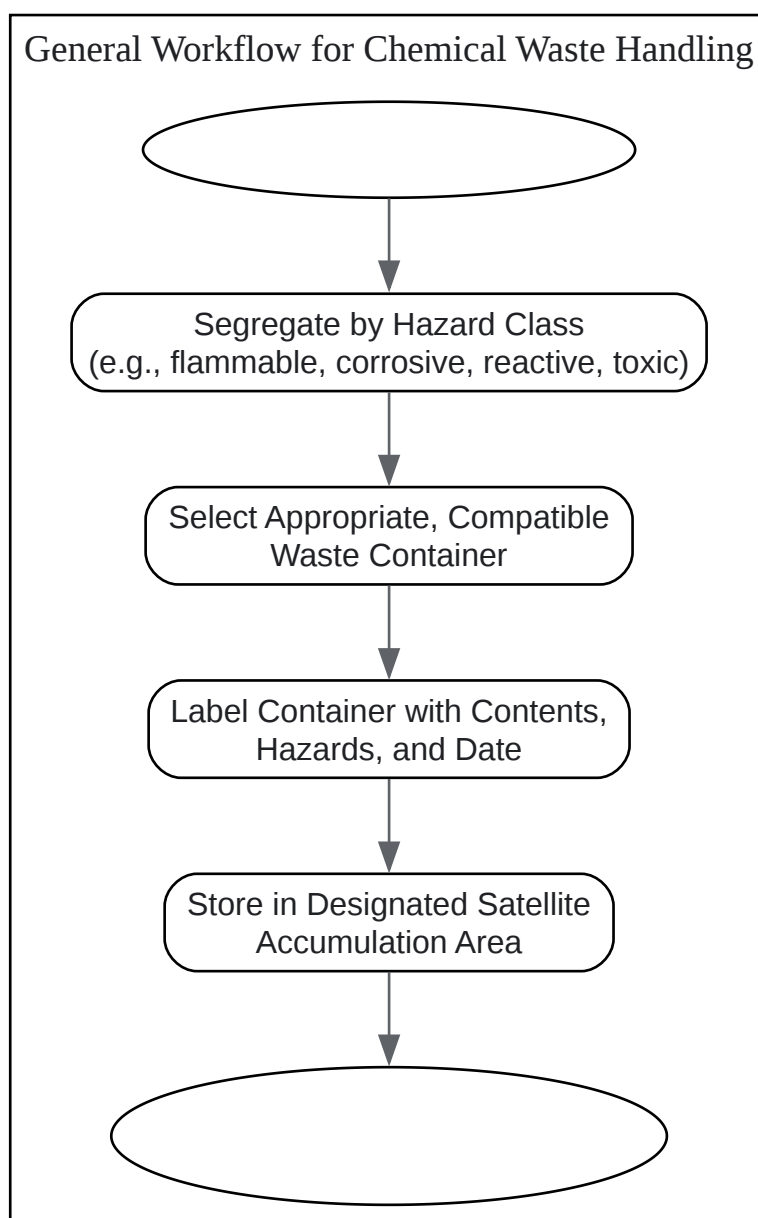 General Workflow for Chemical Waste Handling
Segregate by Hazard Class
(e.g., flammable, corrosive, reactive, toxic)
Select Appropriate, Compatible
Waste Container
Label Container with Contents,
Hazards, and Date
Store in Designated Satellite
Accumulation Area